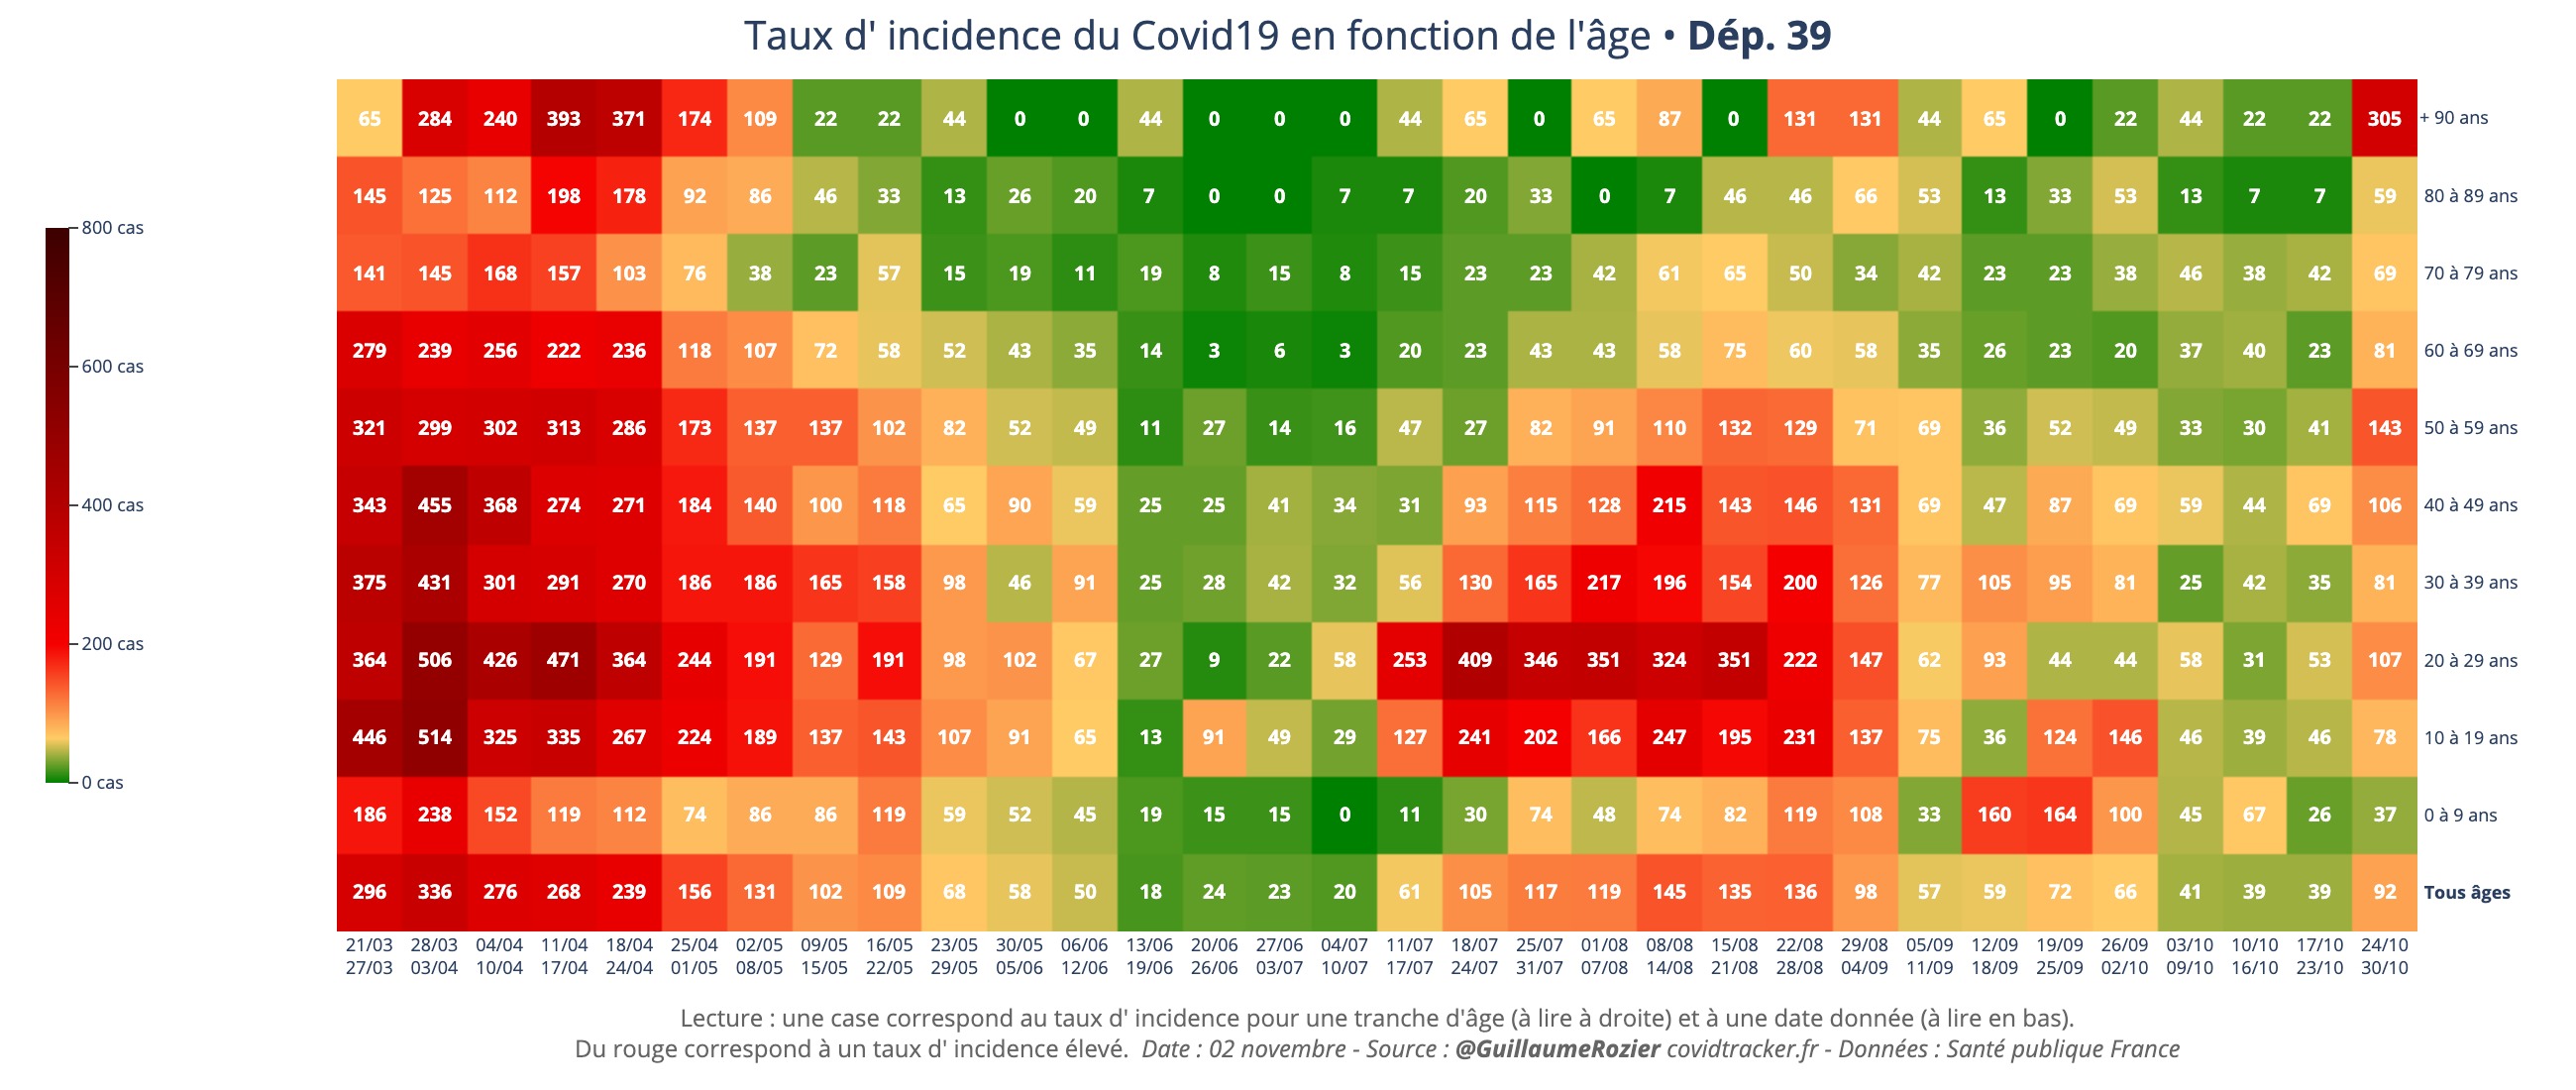 Taux d' incidence du Covid19 en fonction de l'âge • Dép. 39
65 284 240 393 371 174 109 22 22 44 0 0 44 0 0 0 44 65 0 65 87 0 131 131 44 65 0 22 44 22 22 305 + 90 ans
145 125 112 198 178 92 86 46 33 13 26 20 7 0 0 7 7 20 33 0 7 46 46 66 53 13 33 53 13 7 7 59 80 à 89 ans
800 cas
141 145 168 157 103 76 38 23 57 15 19 11 19 8 15 8 15 23 23 42 61 65 50 34 42 23 23 38 46 38 42 69 70 à 79 ans
279 239 256 222 236 118 107 72 58 52 43 35 14 3 6 3 20 23 43 43 58 75 60 58 35 26 23 20 37 40 23 81 60 à 69 ans
600 cas
321 299 302 313 286 173 137 137 102 82 52 49 11 27 14 16 47 27 82 91 110 132 129 71 69 36 52 49 33 30 41 143 50 à 59 ans
400 cas
343 455 368 274 271 184 140 100 118 65 90 59 25 25 41 34 31 93 115 128 215 143 146 131 69 47 87 69 59 44 69 106 40 à 49 ans
375 431 301 291 270 186 186 165 158 98 46 91 25 28 42 32 56 130 165 217 196 154 200 126 77 105 95 81 25 42 35 81 30 à 39 ans
200 cas
364 506 426 471 364 244 191 129 191 98 102 67 27 9 22 58 253 409 346 351 324 351 222 147 62 93 44 44 58 31 53 107 20 à 29 ans
446 514 325 335 267 224 189 137 143 107 91 65 13 91 49 29 127 241 202 166 247 195 231 137 75 36 124 146 46 39 46 78 10 à 19 ans
0 cas
186 238 152 119 112 74 86 86 119 59 52 45 19 15 15 0 11 30 74 48 74 82 119 108 33 160 164 100 45 67 26 37 0 à 9 ans
296 336 276 268 239 156 131 102 109 68 58 50 18 24 23 20 61 105 117 119 145 135 136 98 57 59 72 66 41 39 39 92 Tous âges
21/03 28/03 04/04 11/04 18/04 25/04 02/05 09/05 16/05 23/05 30/05 06/06 13/06 20/06 27/06 04/07 11/07 18/07 25/07 01/08 08/08 15/08 22/08 29/08 05/09 12/09 19/09 26/09 03/10 10/10 17/10 24/10
27/03 03/04 10/04 17/04 24/04 01/05 08/05 15/05 22/05 29/05 05/06 12/06 19/06 26/06 03/07 10/07 17/07 24/07 31/07 07/08 14/08 21/08 28/08 04/09 11/09 18/09 25/09 02/10 09/10 16/10 23/10 30/10
Lecture : une case correspond au taux d' incidence pour une tranche d'âge (à lire à droite) et à une date donnée (à lire en bas).
Du rouge correspond à un taux d' incidence élevé. Date : 02 novembre - Source : @GuillaumeRozier covidtracker.fr - Données : Santé publique France